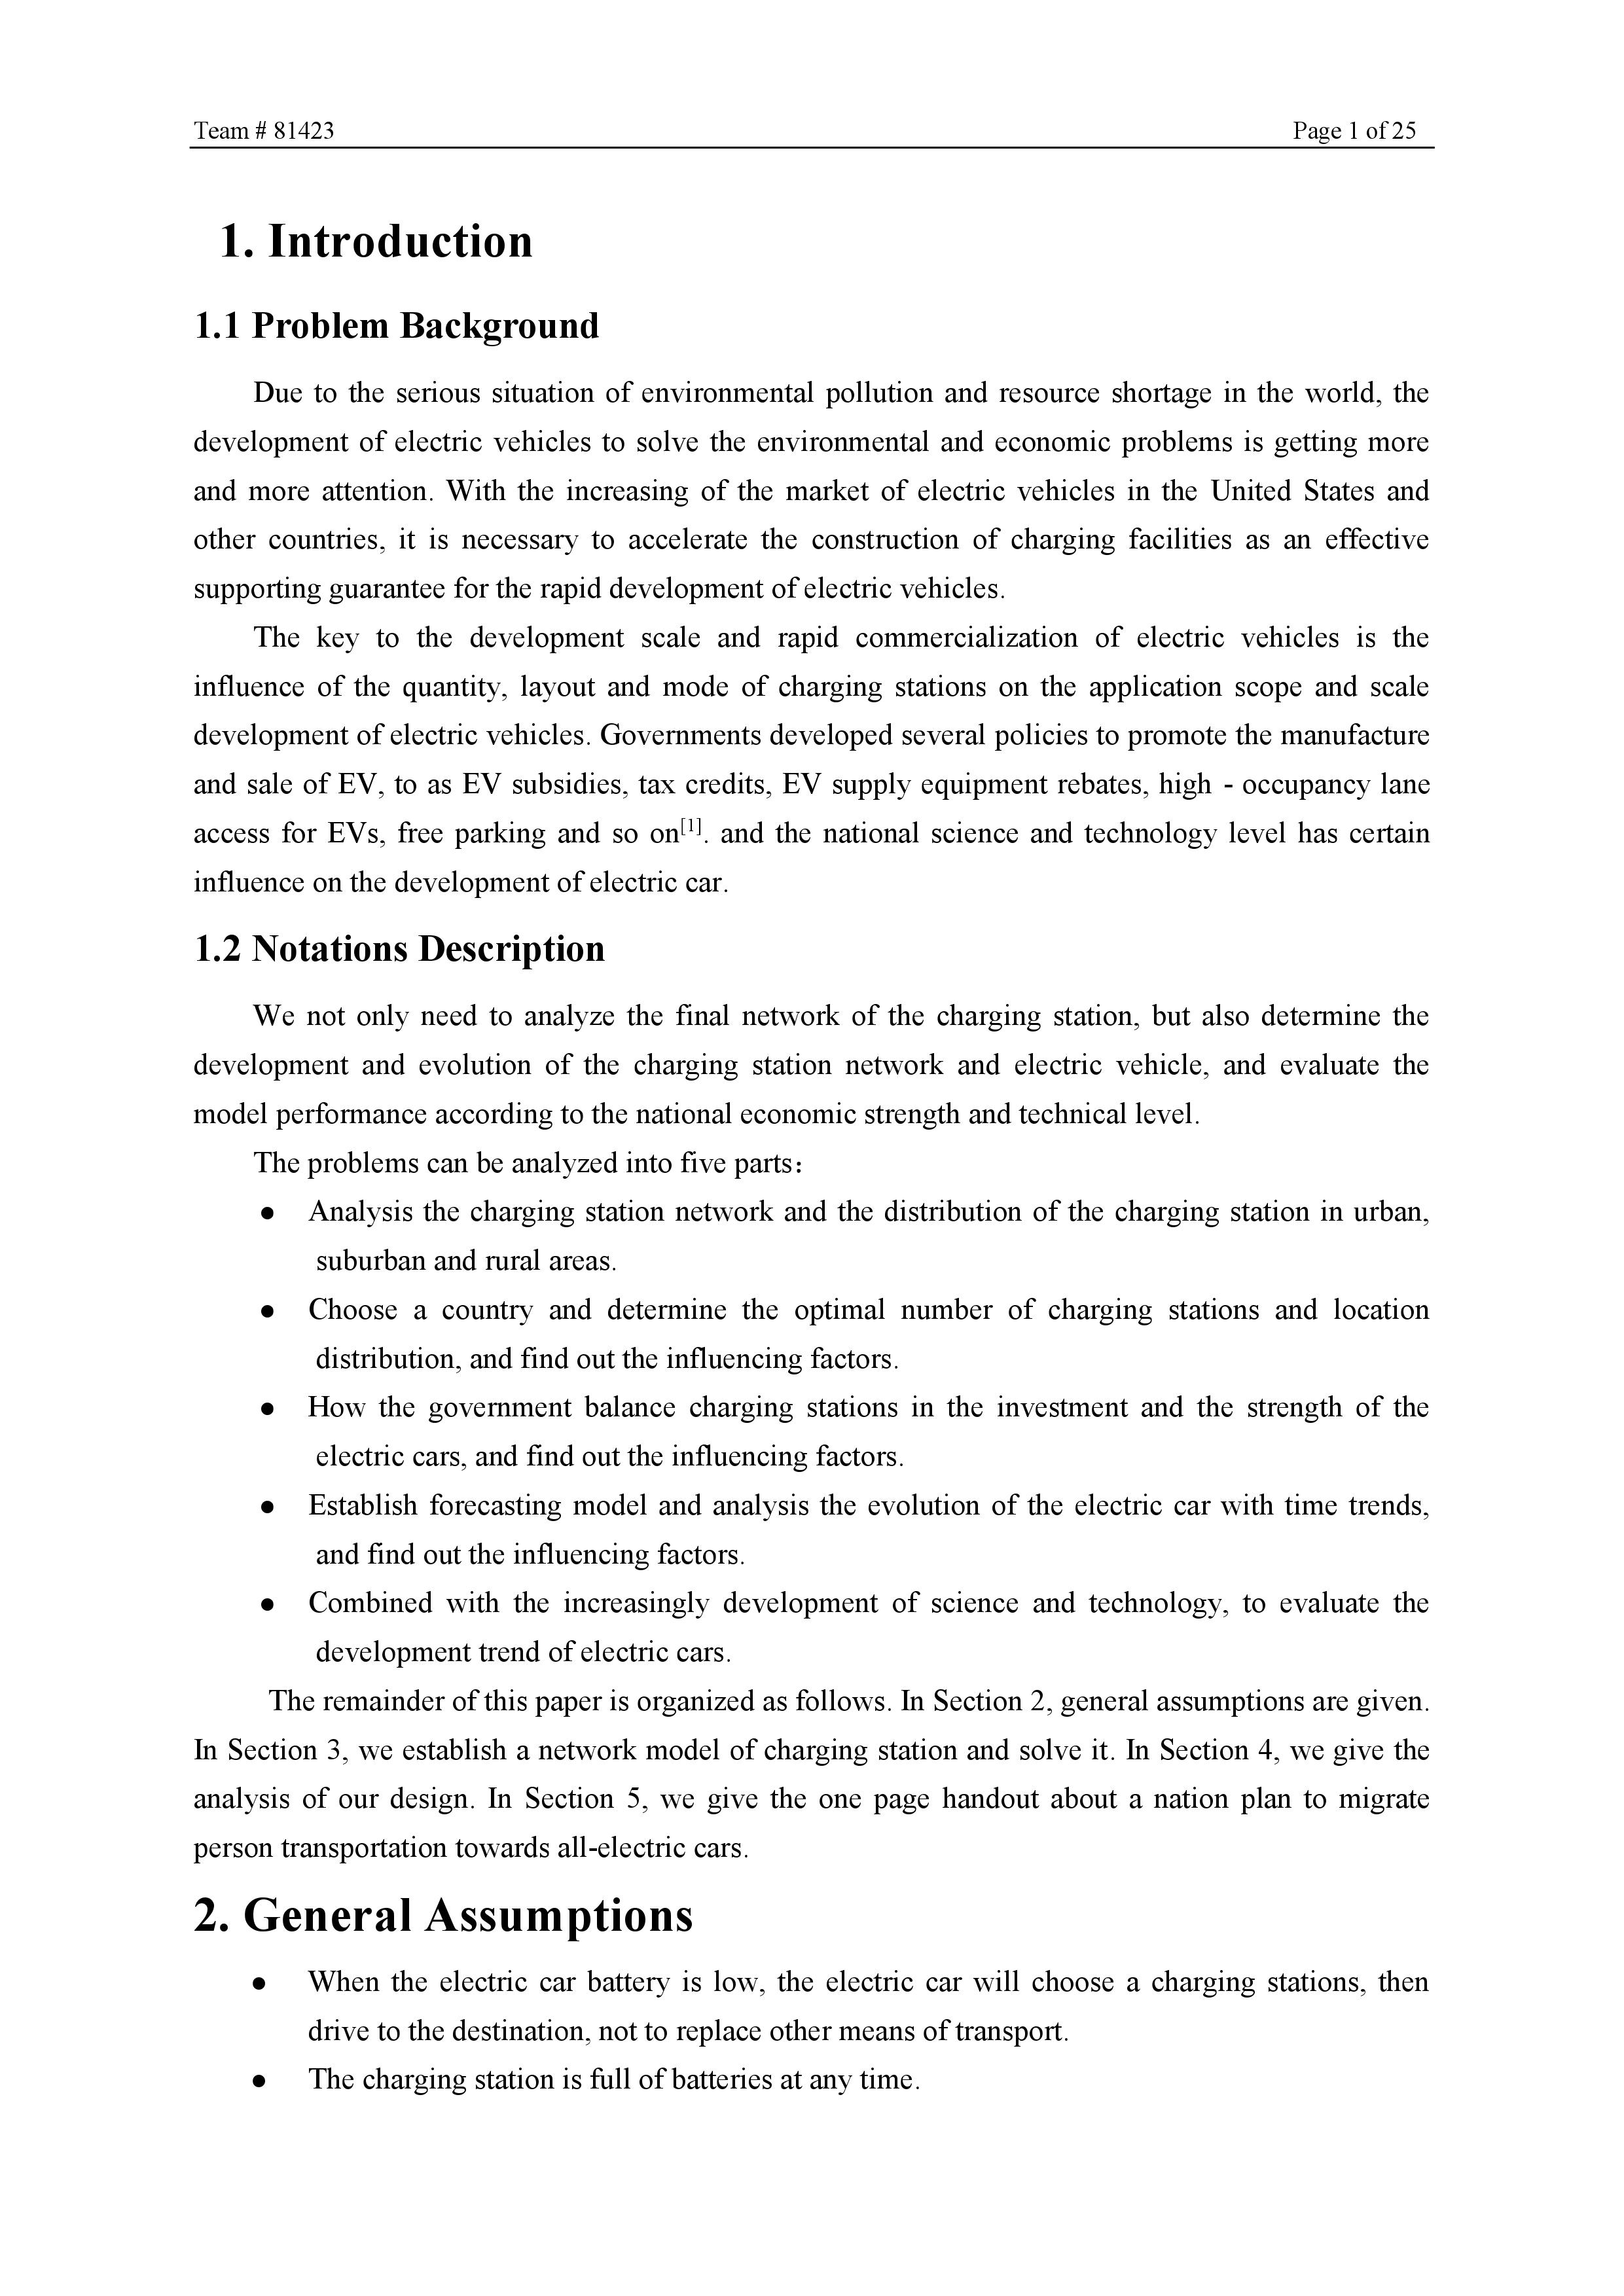 Team # 81423 Page 1 of 25
1. Introduction
1.1 Problem Background
Due to the serious situation of environmental pollution and resource shortage in the world, the
development of electric vehicles to solve the environmental and economic problems is getting more
and more attention. With the increasing of the market of electric vehicles in the United States and
other countries, it is necessary to accelerate the construction of charging facilities as an effective
supporting guarantee for the rapid development of electric vehicles.
The key to the development scale and rapid commercialization of electric vehicles is the
influence of the quantity, layout and mode of charging stations on the application scope and scale
development of electric vehicles. Governments developed several policies to promote the manufacture
and sale of EV, to as EV subsidies, tax credits, EV supply equipment rebates, high - occupancy lane
access for EVs, free parking and so on[1]. and the national science and technology level has certain
influence on the development of electric car.
1.2 Notations Description
We not only need to analyze the final network of the charging station, but also determine the
development and evolution of the charging station network and electric vehicle, and evaluate the
model performance according to the national economic strength and technical level.
The problems can be analyzed into five parts：
● Analysis the charging station network and the distribution of the charging station in urban,
suburban and rural areas.
● Choose a country and determine the optimal number of charging stations and location
distribution, and find out the influencing factors.
● How the government balance charging stations in the investment and the strength of the
electric cars, and find out the influencing factors.
● Establish forecasting model and analysis the evolution of the electric car with time trends,
and find out the influencing factors.
● Combined with the increasingly development of science and technology, to evaluate the
development trend of electric cars.
The remainder of this paper is organized as follows. In Section 2, general assumptions are given.
In Section 3, we establish a network model of charging station and solve it. In Section 4, we give the
analysis of our design. In Section 5, we give the one page handout about a nation plan to migrate
person transportation towards all-electric cars.
2. General Assumptions
● When the electric car battery is low, the electric car will choose a charging stations, then
drive to the destination, not to replace other means of transport.
● The charging station is full of batteries at any time.